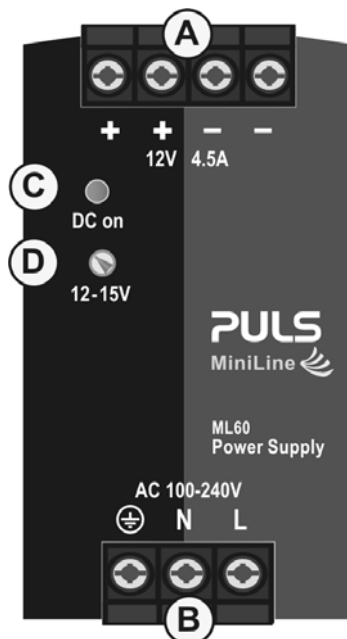 A
+ + − −
12V 4.5A
C
DC on
D
12-15V
PULS
MiniLine
ML60
Power Supply
AC 100-240V
N L
B